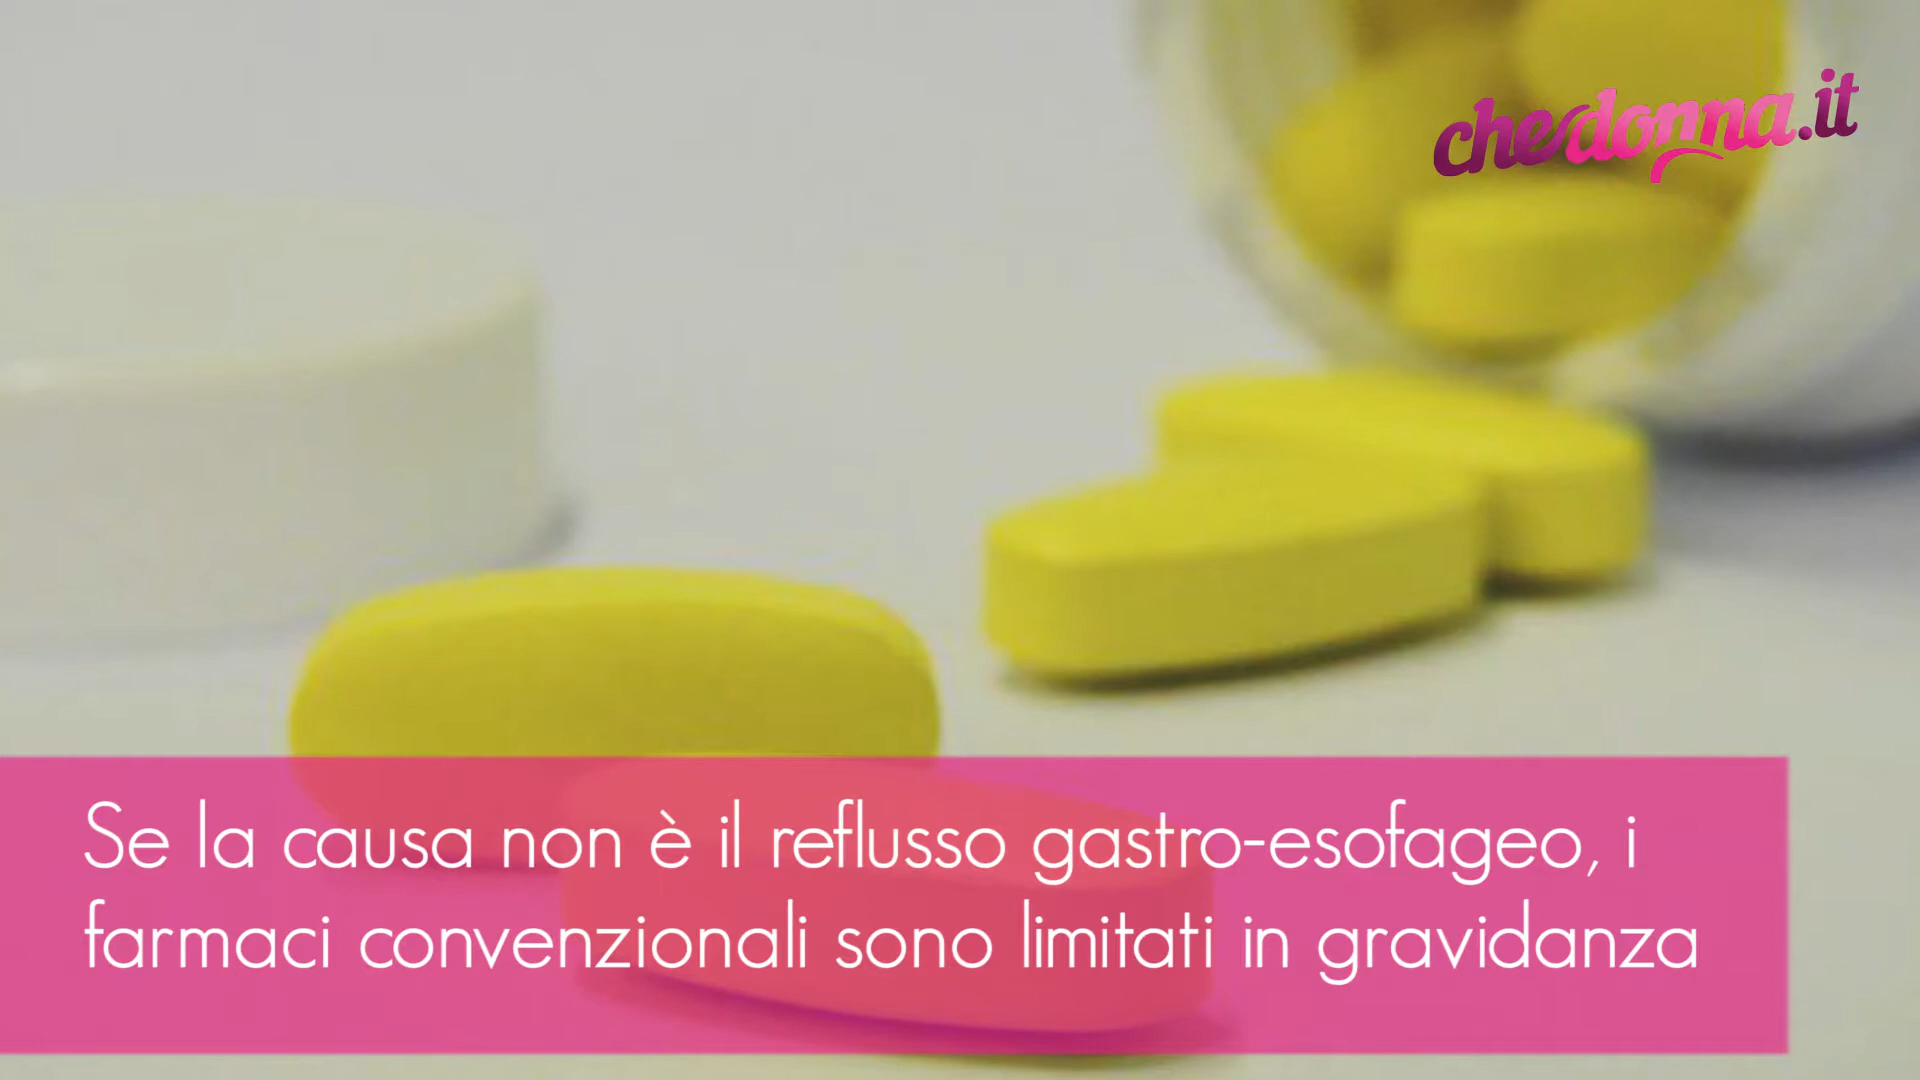 chedonna.it
Se la causa non è il reflusso gastro-esofageo, i
farmaci convenzionali sono limitati in gravidanza